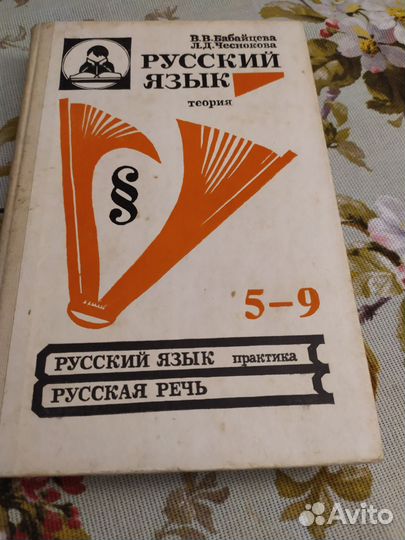 В.В.Бабайцева
Л.Д.Чеснокова
РУССКИЙ
ЯЗЫК
теория
§
5–9
РУССКИЙ ЯЗЫК практика
РУССКАЯ РЕЧЬ
Avito